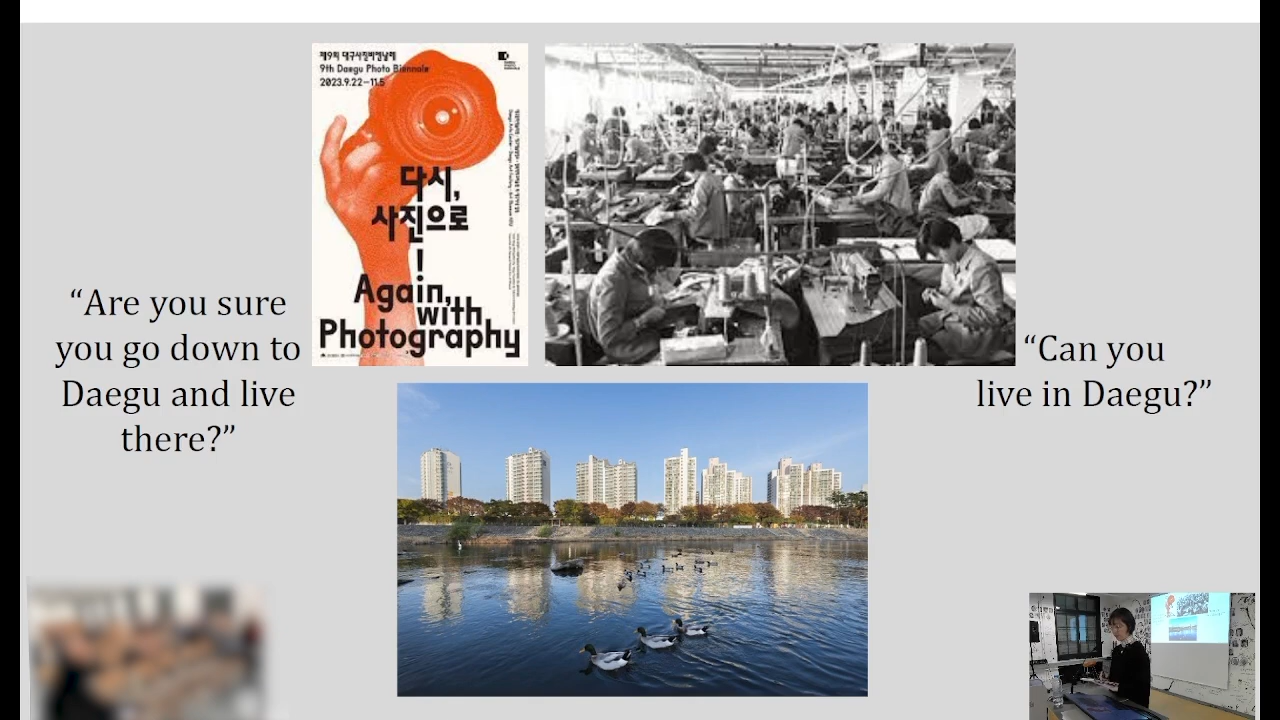 제9회 대구사진비엔날레
9th Daegu Photo Biennale
2023.9.22–11.5
다시,
사진으로
!
Again,
with
Photography
“Are you sure
you go down to
Daegu and live
there?”
“Can you
live in Daegu?”